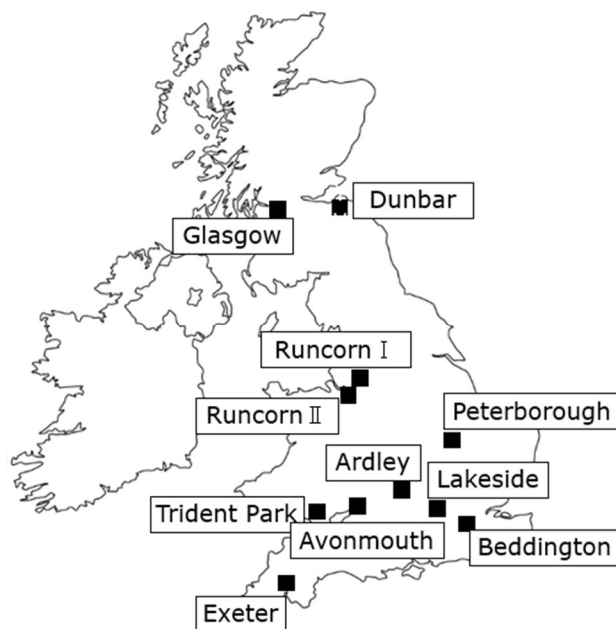 Dunbar
Glasgow
Runcorn Ⅰ
Runcorn Ⅱ
Peterborough
Ardley
Lakeside
Trident Park
Avonmouth
Beddington
Exeter